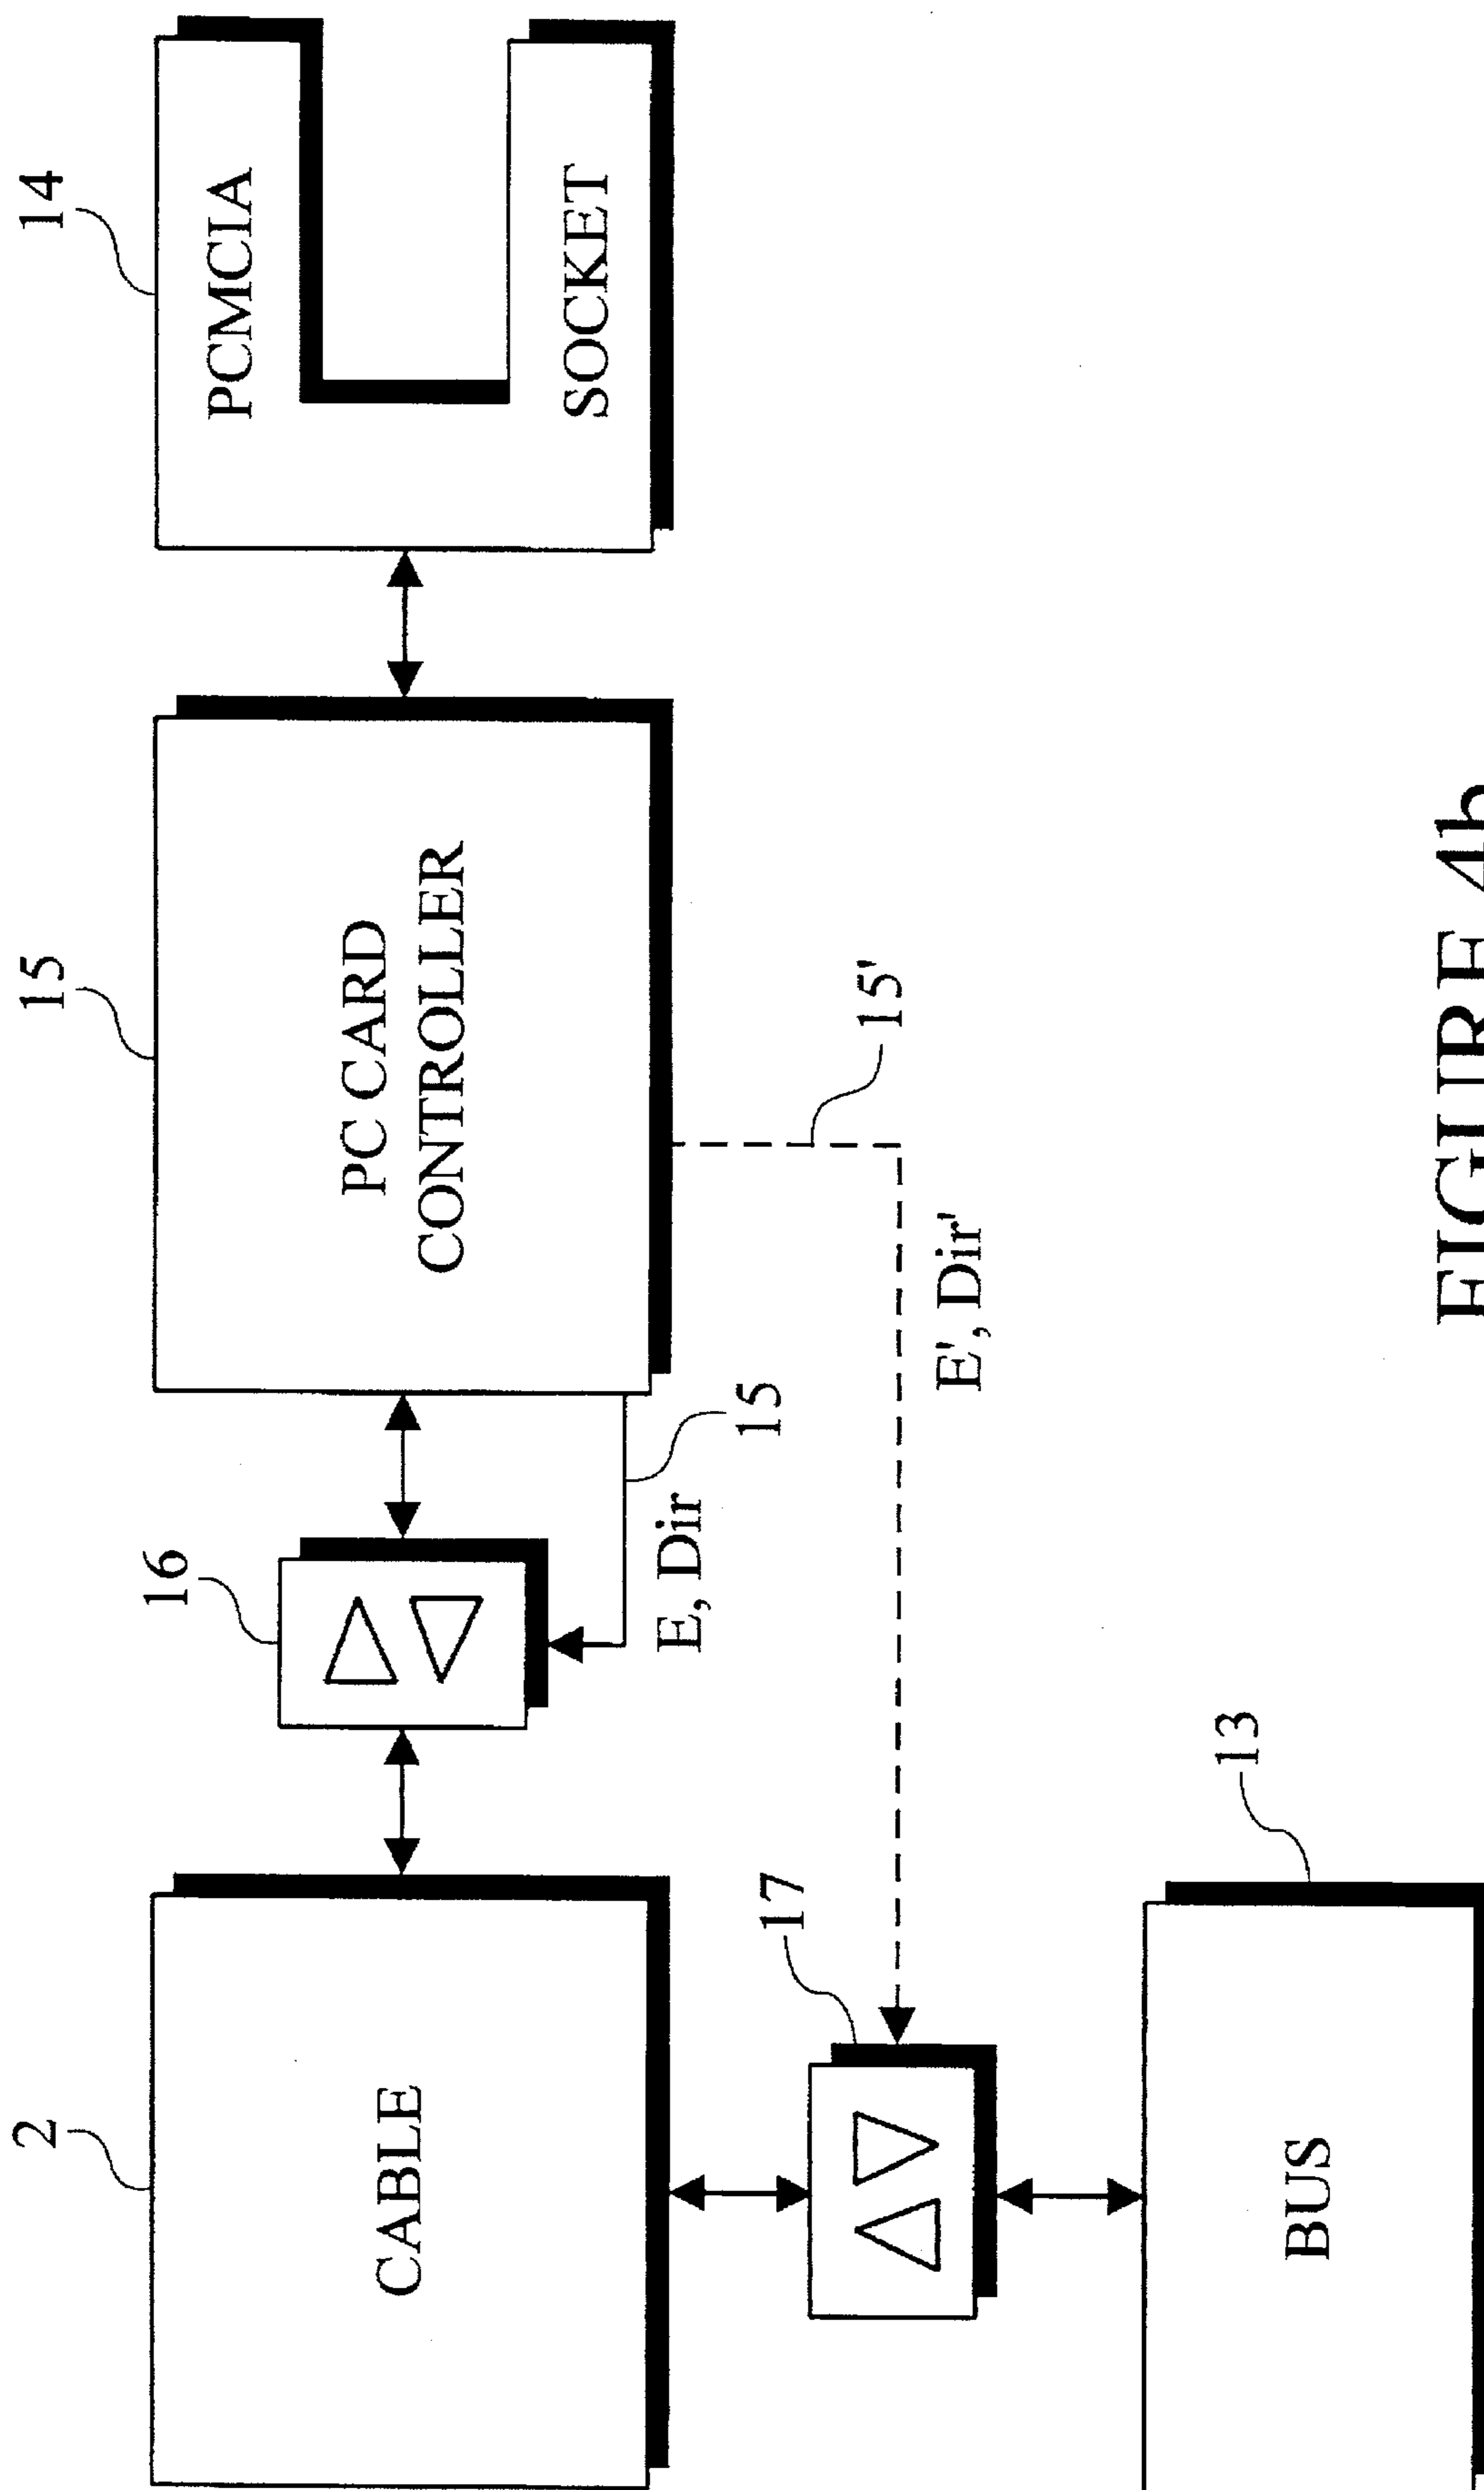 2
CABLE
16
15
PC CARD
CONTROLLER
14
PCMCIA
SOCKET
E, Dir
15
17
15'
E', Dir'
13
BUS
FIGURE 4b